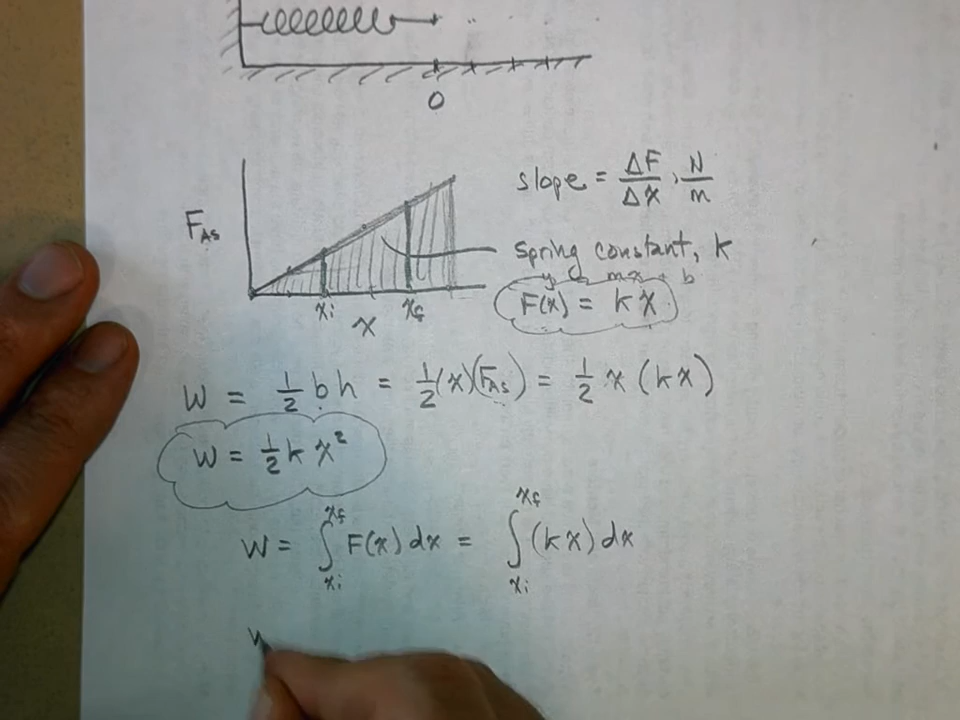 0
slope = ΔF/Δx , N/m
F_AS
Spring constant, k
y = mx + b
F(x) = kx
x_i x_f
x
W = 1/2 b h = 1/2 (x)(F_AS) = 1/2 x (kx)
W = 1/2 k x²
W = ∫_{x_i}^{x_f} F(x) dx = ∫_{x_i}^{x_f} (kx) dx
W